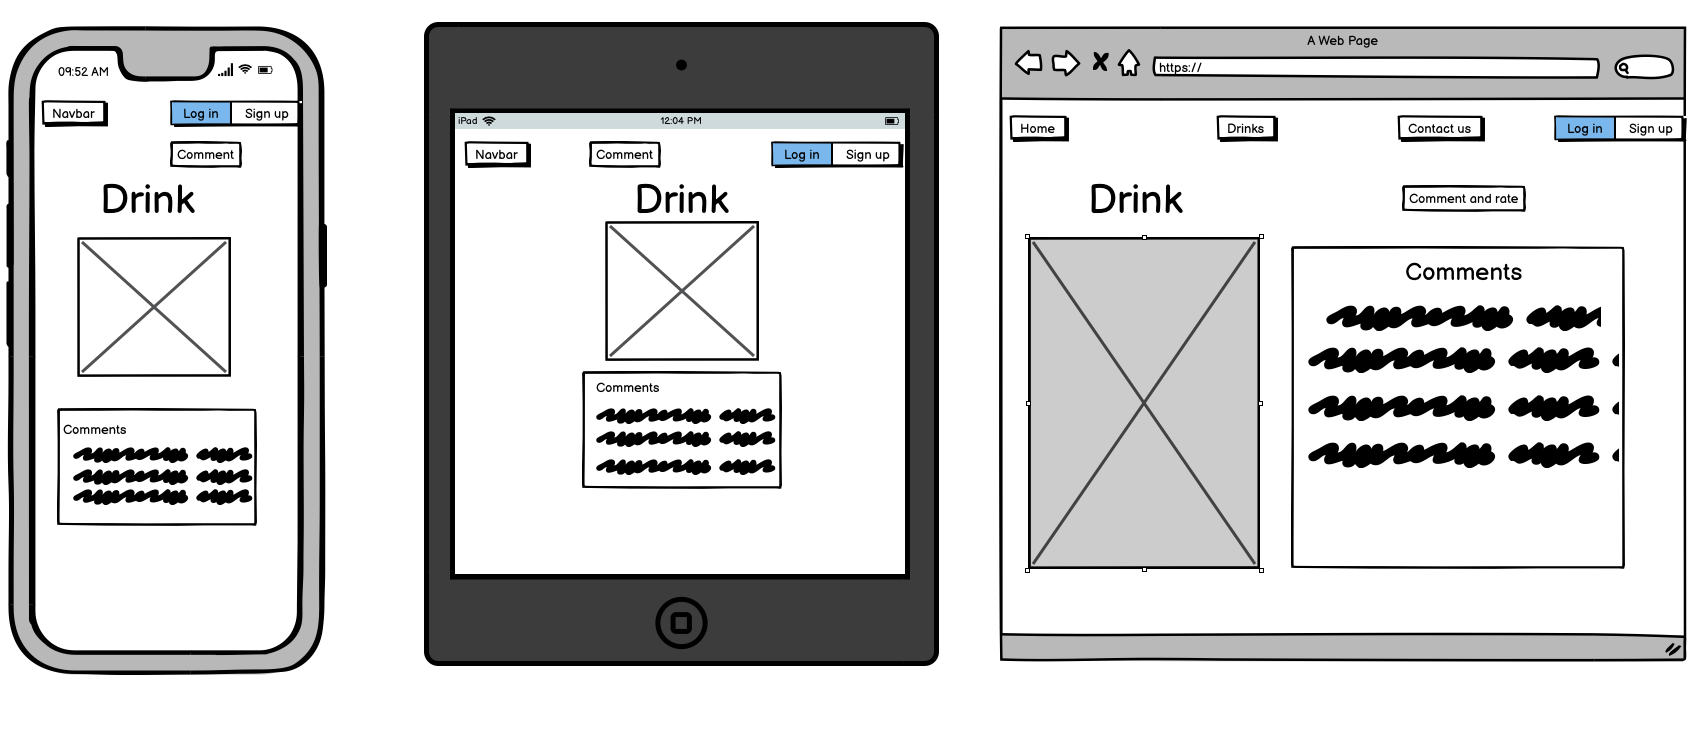 09:52 AM
Navbar
Log in
Sign up
Comment
Drink
Comments
iPad
12:04 PM
Navbar
Comment
Log in
Sign up
Drink
Comments
A Web Page
https://
Home
Drinks
Contact us
Log in
Sign up
Drink
Comment and rate
Comments